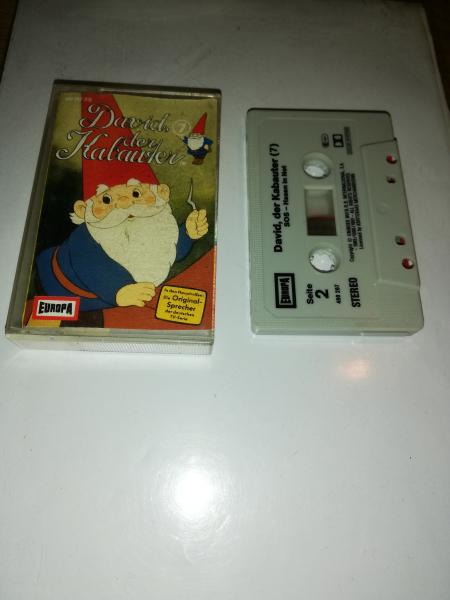 David,
der
Kabauter
7
EUROPA
In den Hauptrollen:
Die Original-
Sprecher
der deutschen
TV-Serie
David, der Kabauter (7)
SOS – Hasen in Not
EUROPA
Seite
2
STEREO